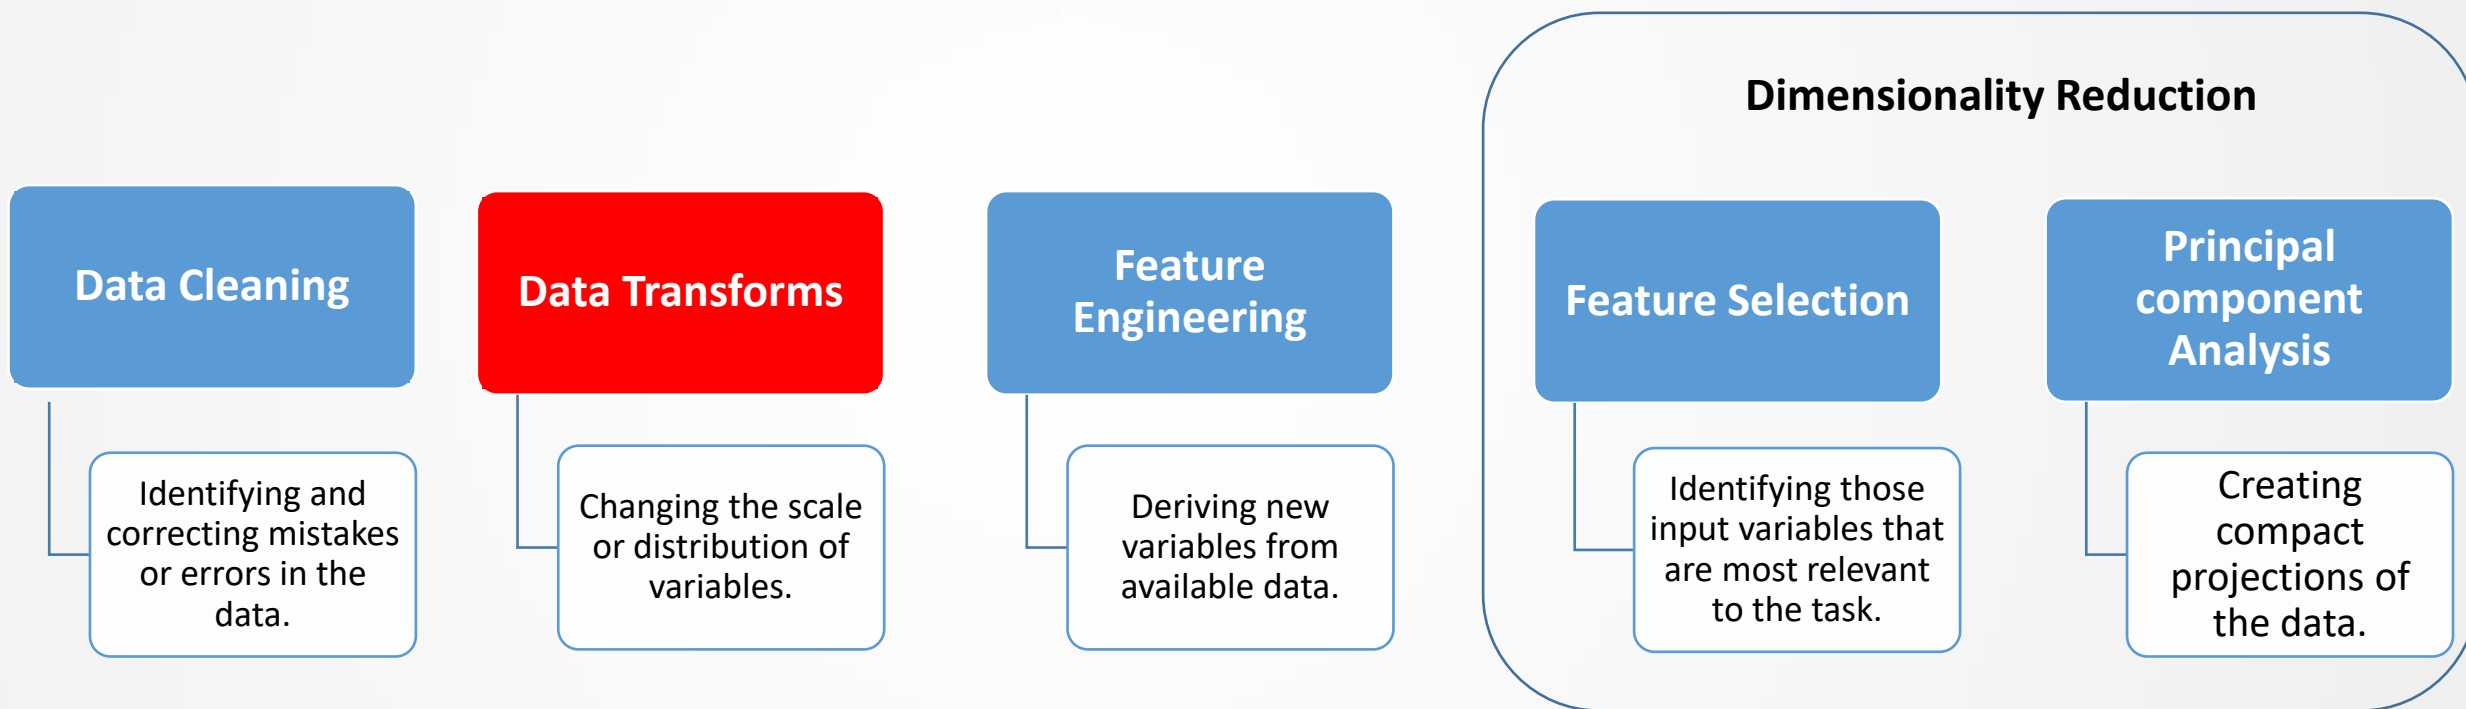 Dimensionality Reduction
Data Cleaning
Identifying and
correcting mistakes
or errors in the
data.
Data Transforms
Changing the scale
or distribution of
variables.
Feature
Engineering
Deriving new
variables from
available data.
Feature Selection
Identifying those
input variables that
are most relevant
to the task.
Principal
component
Analysis
Creating
compact
projections of
the data.